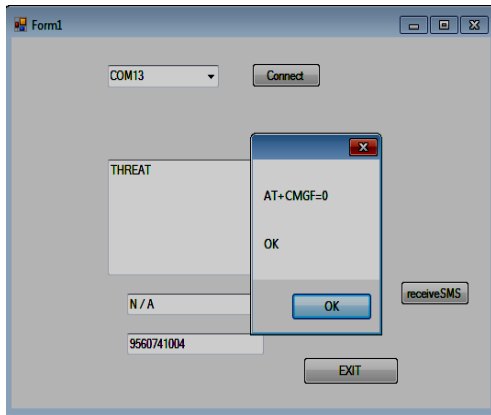 Form1
COM13
Connect
THREAT
AT+CMGF=0
OK
OK
N / A
receiveSMS
9560741004
EXIT